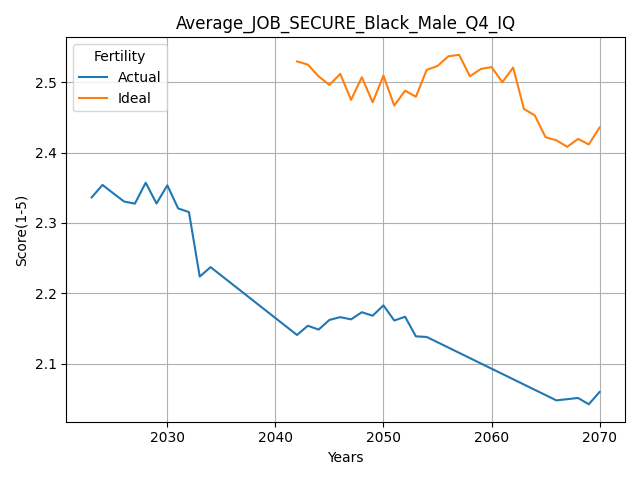 Average_JOB_SECURE_Black_Male_Q4_IQ
Fertility
Actual
Ideal
Score(1-5)
2.5
2.4
2.3
2.2
2.1
2030 2040 2050 2060 2070
Years